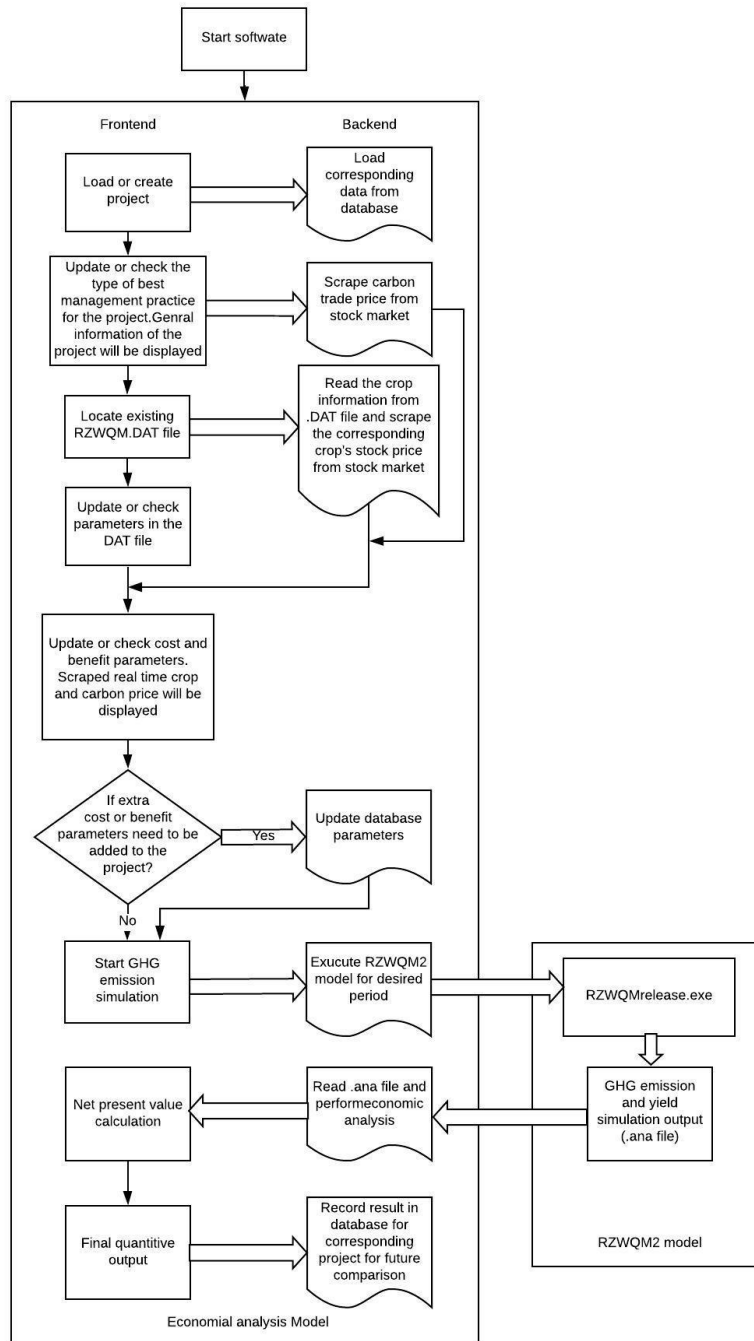 Start softwate
Frontend
Backend
Load or create
project
Load
corresponding
data from
database
Update or check the
type of best
management practice
for the project.Genral
information of the
project will be displayed
Scrape carbon
trade price from
stock market
Locate existing
RZWQM.DAT file
Read the crop
information from
.DAT file and scrape
the corresponding
crop's stock price
from stock market
Update or check
parameters in the
DAT file
Update or check cost and
benefit parameters.
Scraped real time crop
and carbon price will be
displayed
If extra
cost or benefit
parameters need to be
added to the
project?
Yes
Update database
parameters
No
Start GHG
emission
simulation
Exucute RZWQM2
model for desired
period
RZWQMrelease.exe
Net present value
calculation
Read .ana file and
performeconomic
analysis
GHG emission
and yield
simulation output
(.ana file)
Final quantitive
output
Record result in
database for
corresponding
project for future
comparison
RZWQM2 model
Economial analysis Model